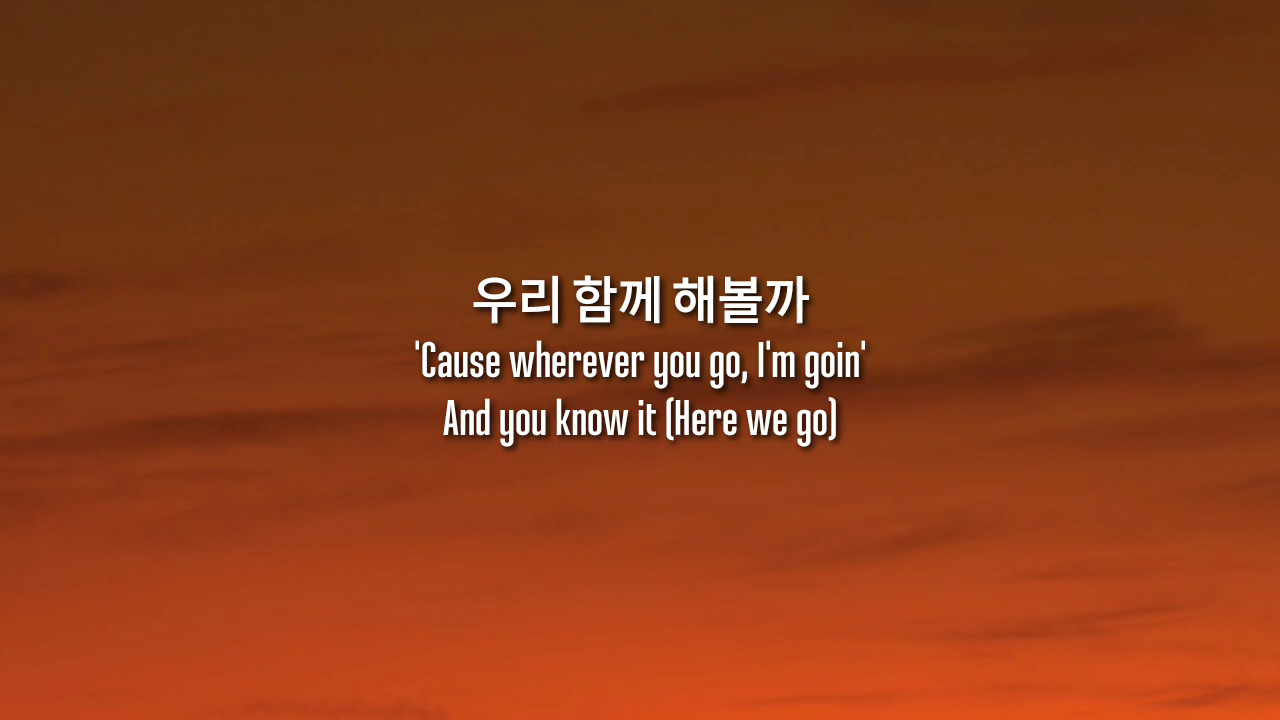 우리 함께 해볼까
'Cause wherever you go, I'm goin'
And you know it (Here we go)